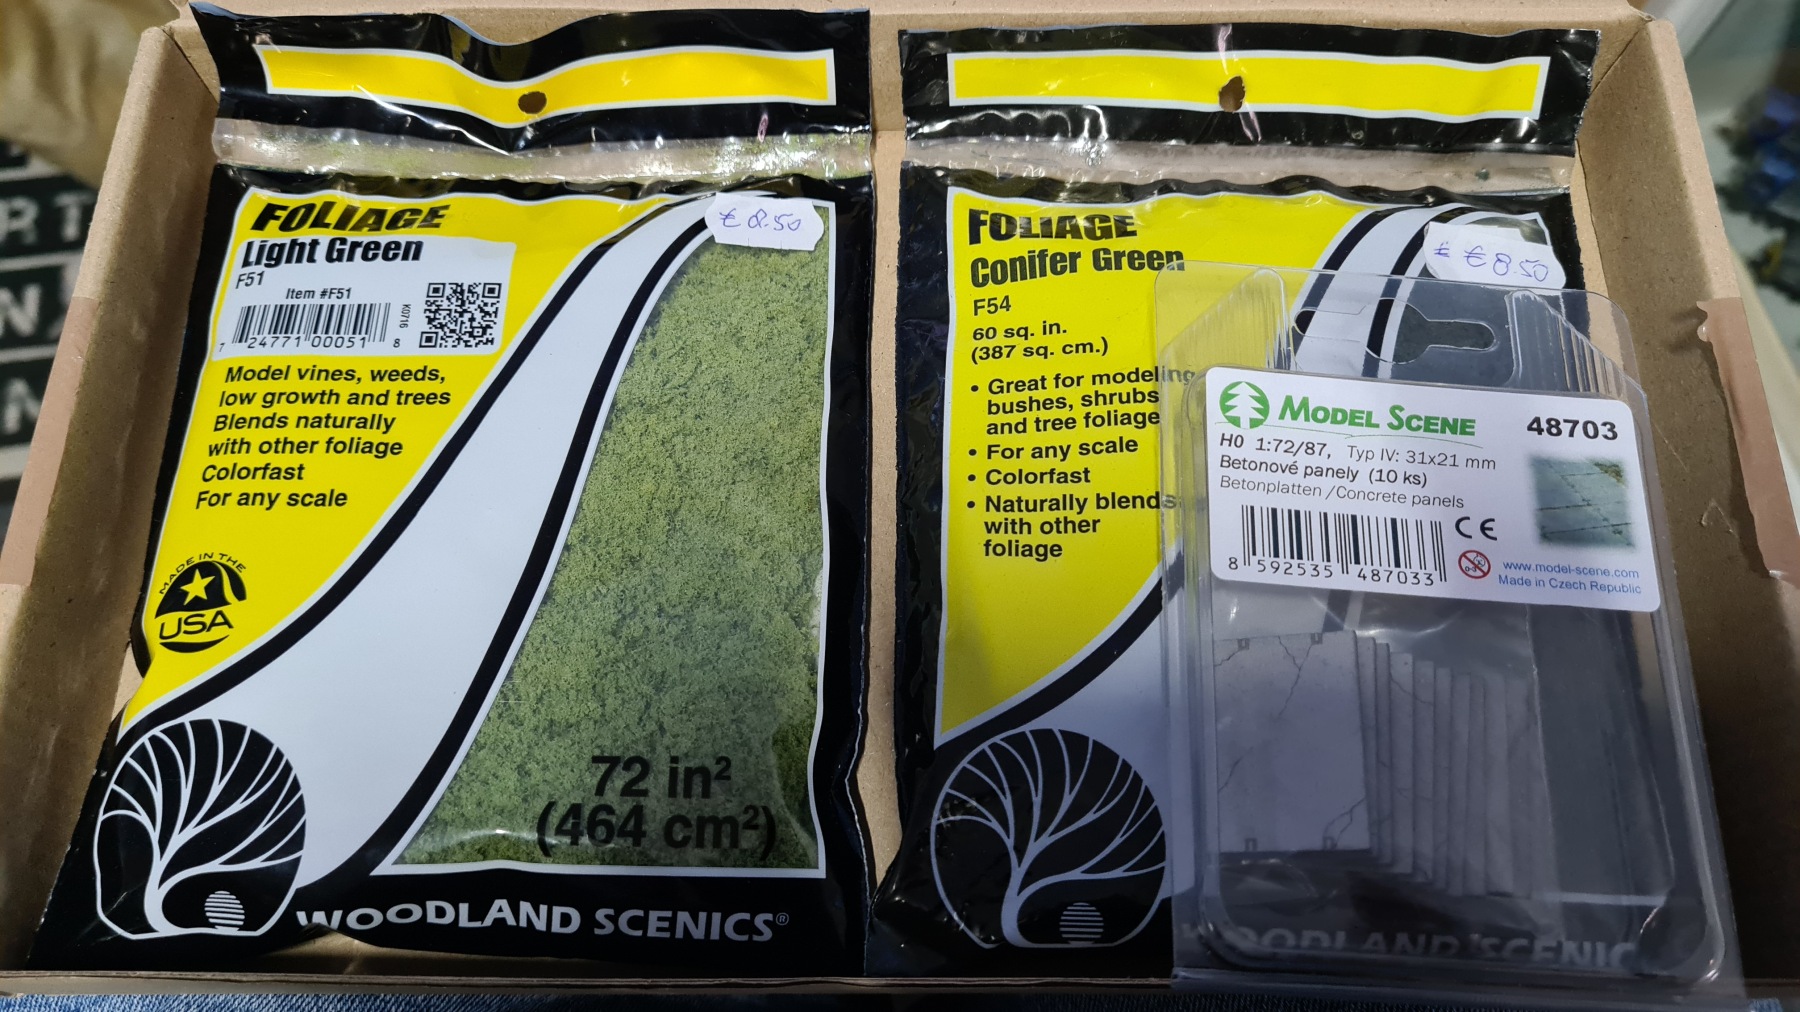 FOLIAGE
Light Green
F51
Item #F51
K0716
7 24771 00051 8
Model vines, weeds,
low growth and trees
Blends naturally
with other foliage
Colorfast
For any scale
MADE IN THE
USA
€ 8.50
72 in²
(464 cm²)
WOODLAND SCENICS®
FOLIAGE
Conifer Green
F54
60 sq. in.
(387 sq. cm.)
• Great for modeling
bushes, shrubs
and tree foliage
• For any scale
• Colorfast
• Naturally blends
with other
foliage
€ 8.50
MODEL SCENE
48703
H0 1:72/87, Typ IV: 31x21 mm
Betonové panely (10 ks)
Betonplatten /Concrete panels
CE
8 592535 487033
www.model-scene.com
Made in Czech Republic
WOODLAND SCENIC